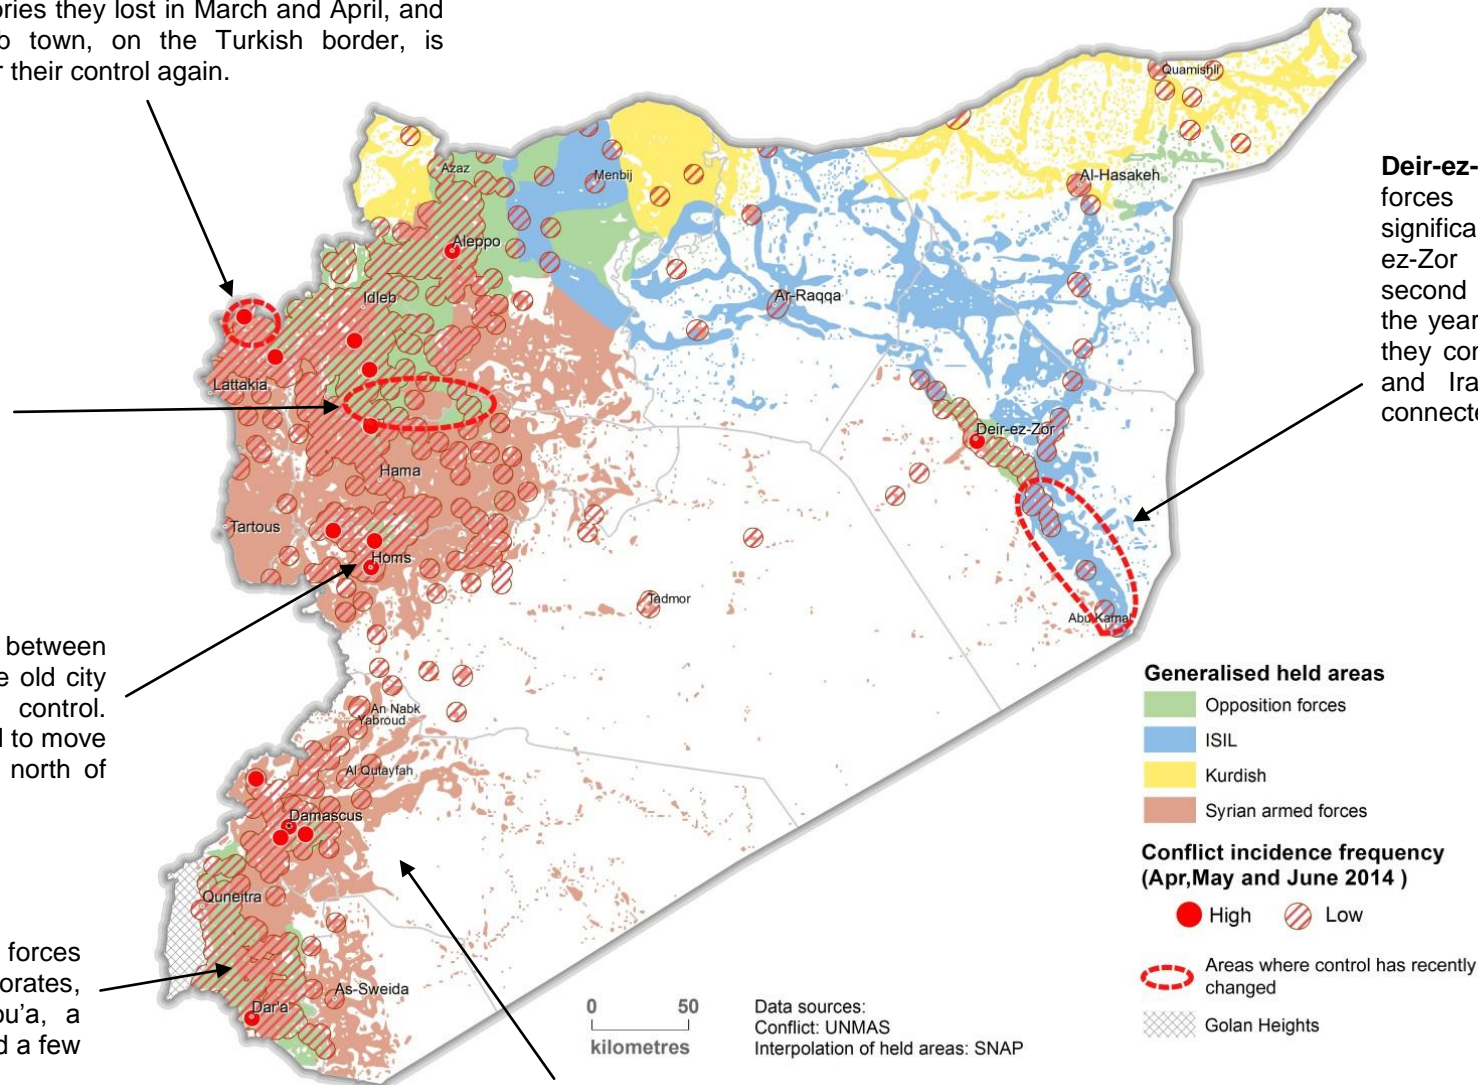 ories they lost in March and April, and
town, on the Turkish border, is
their control again.
Deir-ez-
forces
significa
ez-Zor
second
the year
they con
and Ira
connecte
between
e old city
control.
to move
north of
forces
orates,
ou'a, a
d a few
Quamishli
Azaz
Menbij
Al-Hasakeh
Aleppo
Idleb
Ar-Raqqa
Lattakia
Deir-ez-Zor
Hama
Tartous
Homs
Tadmor
Abu Kamal
An Nabk
Yabroud
Al Qutayfah
Damascus
Quneitra
As-Sweida
Dar'a
Generalised held areas
Opposition forces
ISIL
Kurdish
Syrian armed forces
Conflict incidence frequency
(Apr,May and June 2014 )
High
Low
Areas where control has recently
changed
Golan Heights
0 50
kilometres
Data sources:
Conflict: UNMAS
Interpolation of held areas: SNAP